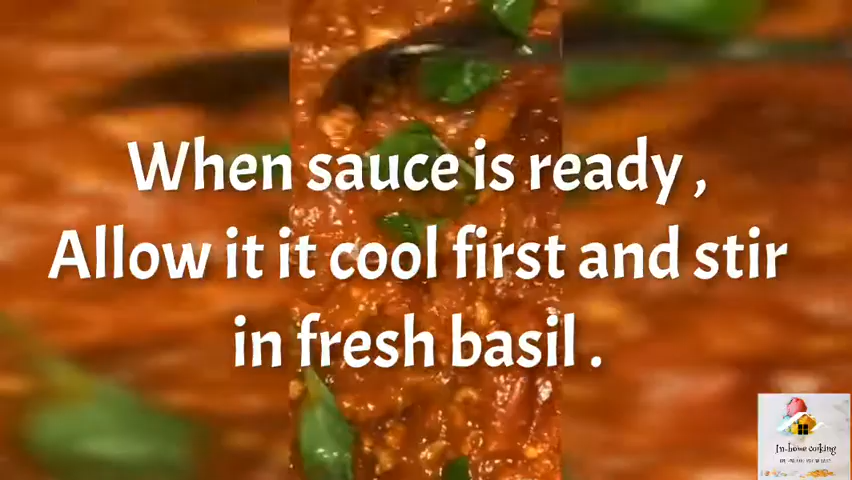 When sauce is ready ,
Allow it it cool first and stir
in fresh basil .
In-home cooking